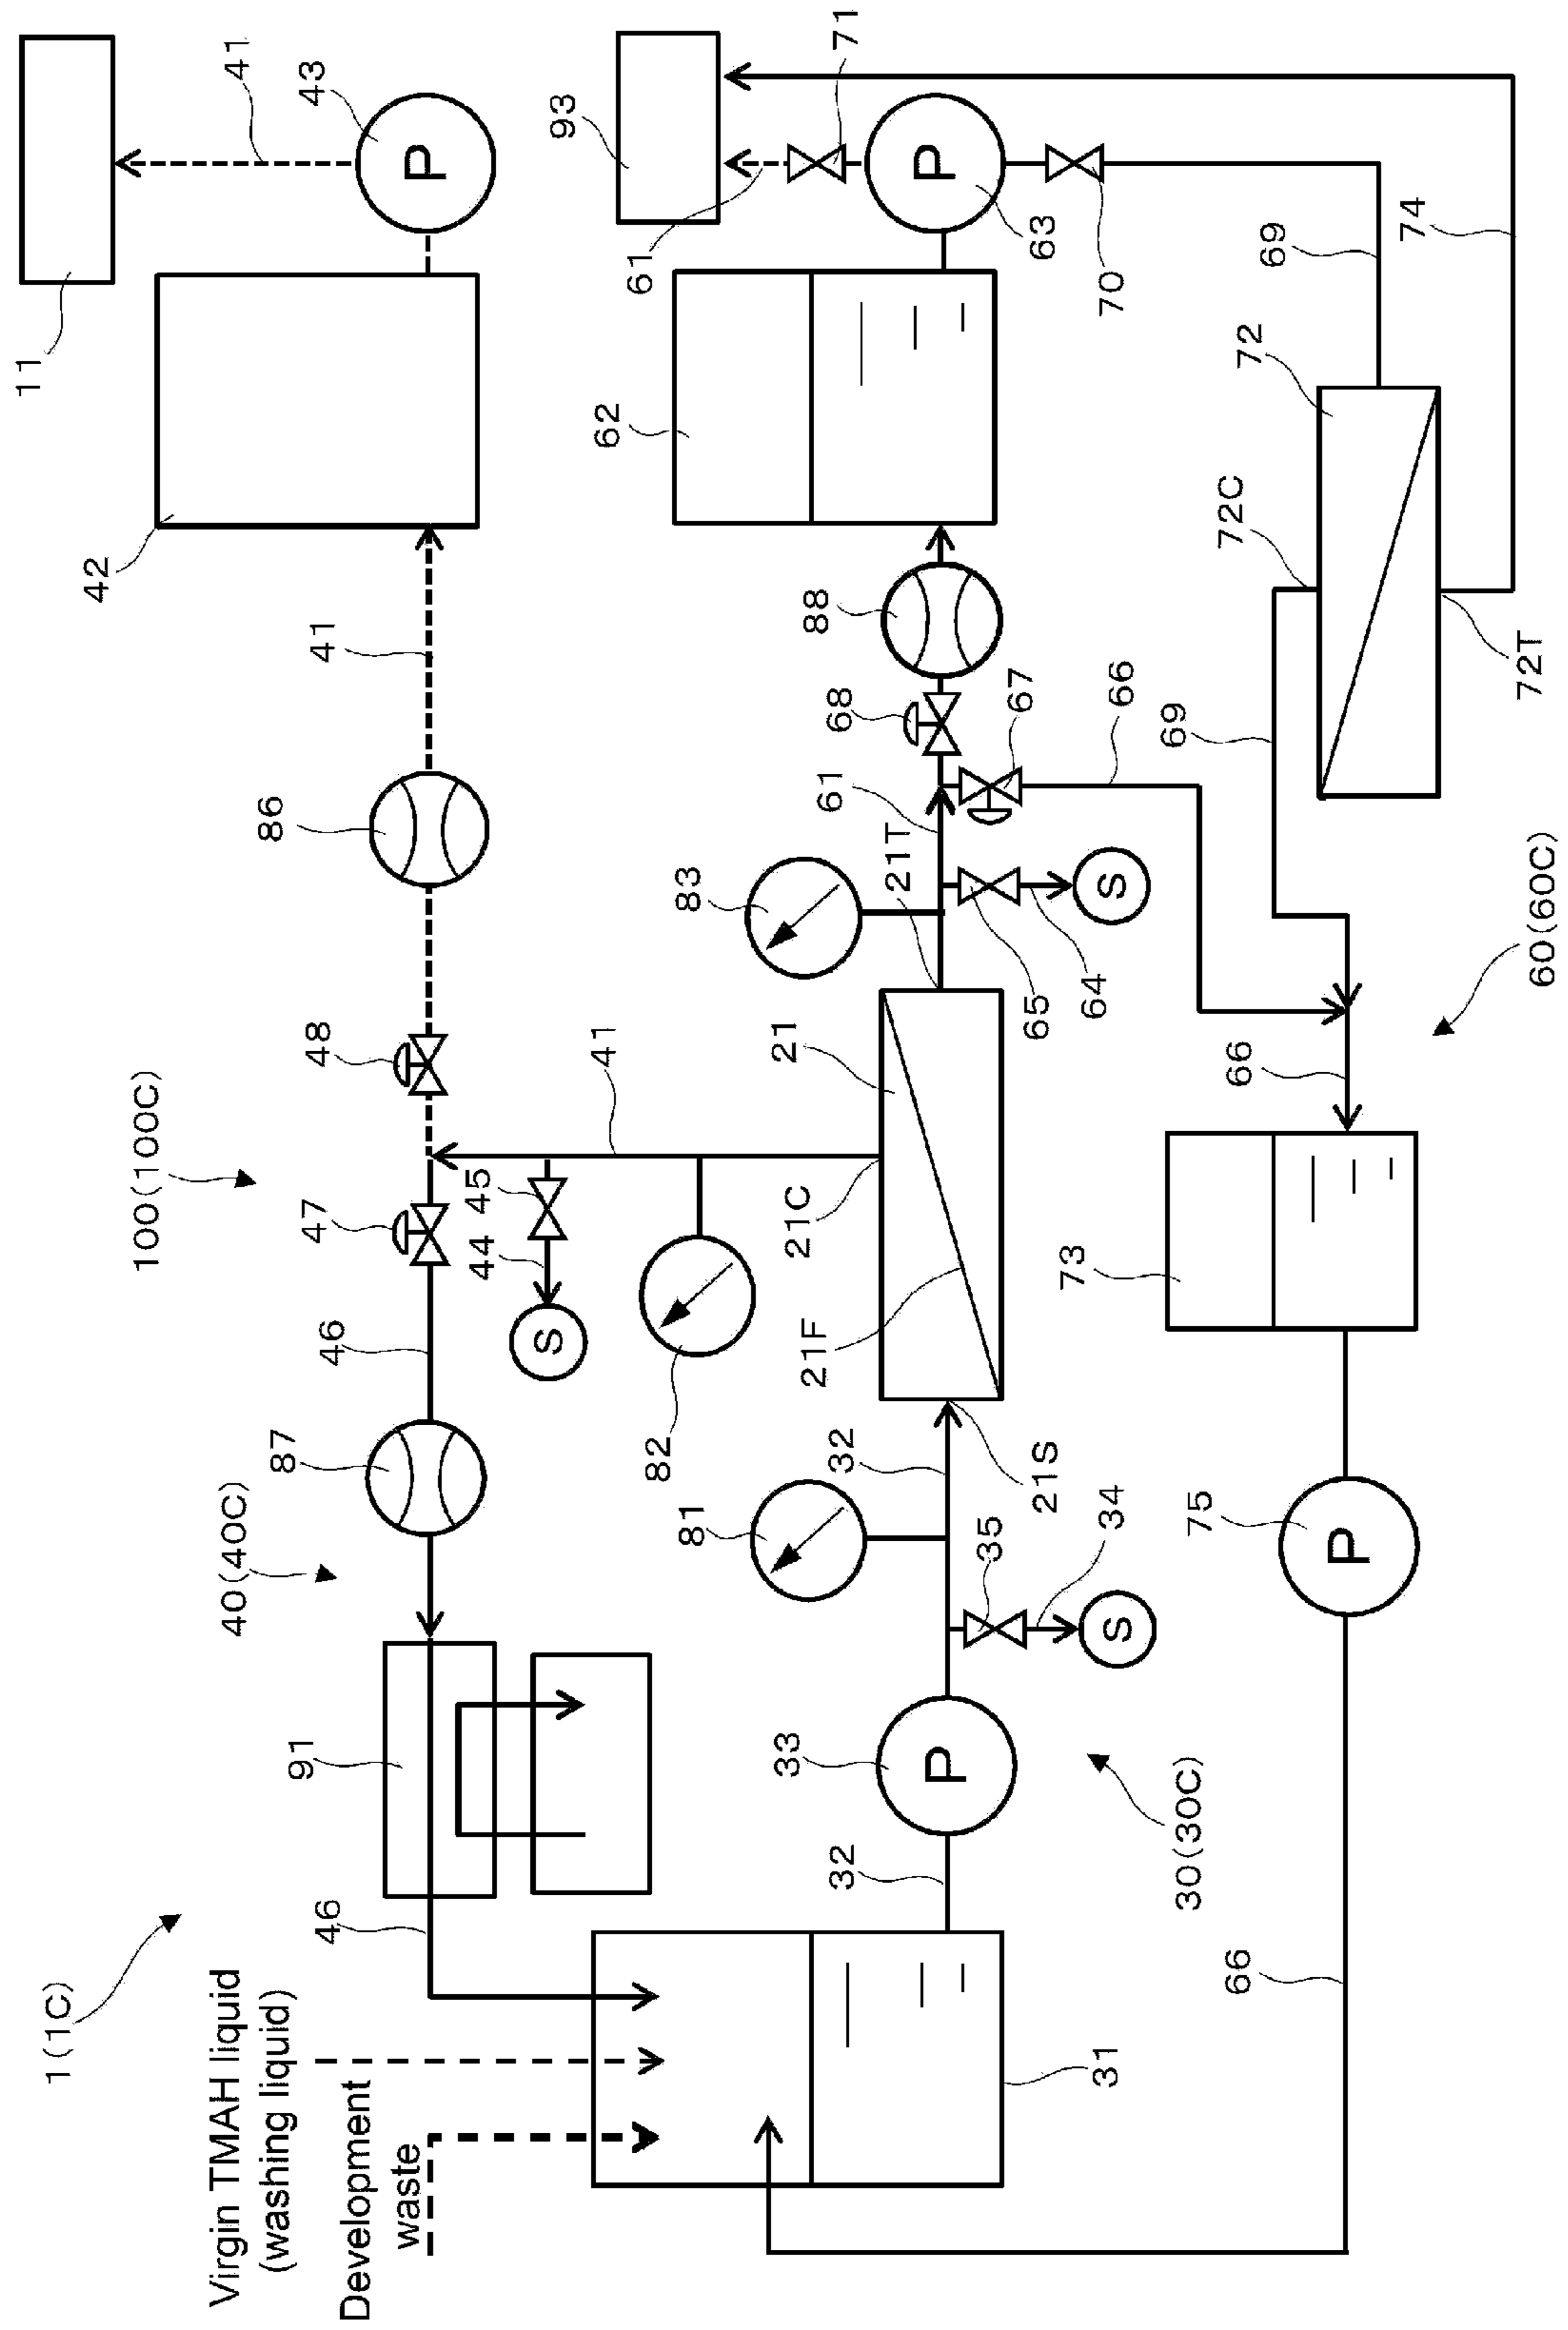 1(1C)
11
100(100C)
42
Virgin TMAH liquid
(washing liquid)
40(40C)
86
41
87
91
47
48
41
43
46
46
Development
waste
P
44
45
S
93
41
62
61
82
83
81
33
21
21C
21F
88
61
68
32
32
71
21T
P
P
35
65
67
63
21S
73
64
31
34
S
S
66
70
69
30(30C)
75
72C
66
66
72
69
P
74
72T
60(60C)